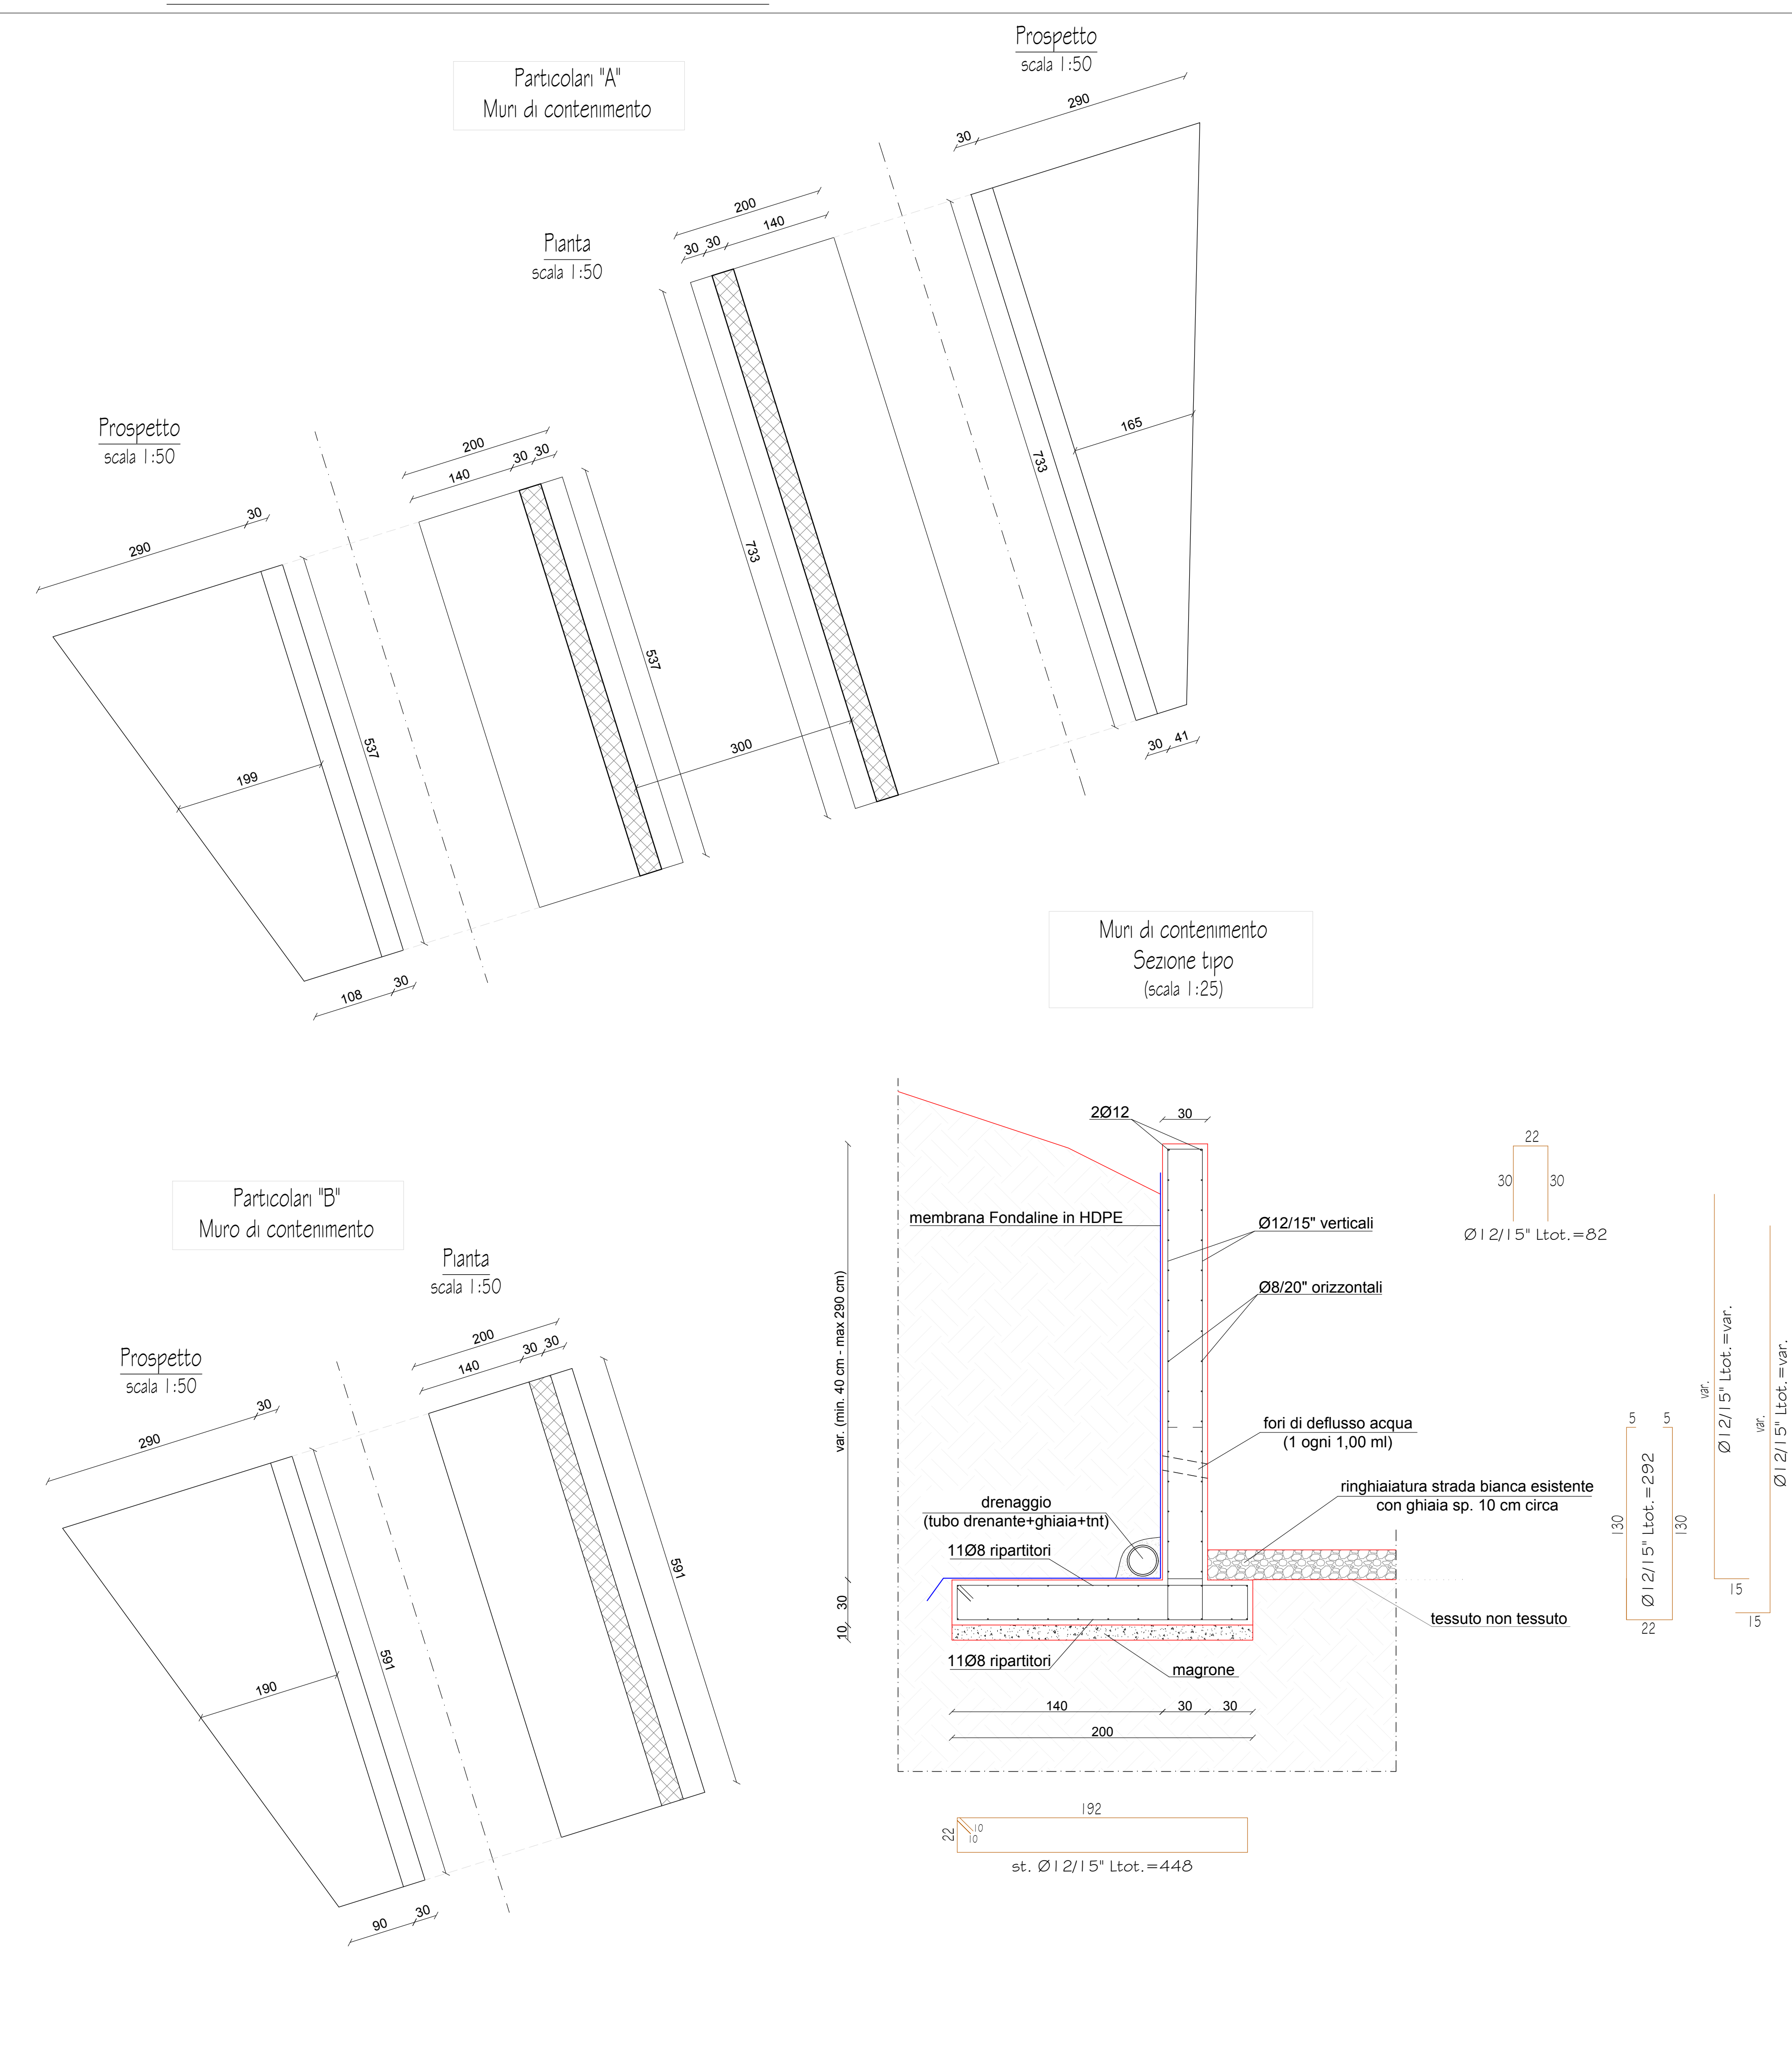 Particolari "A"
Muri di contenimento
Prospetto
scala 1:50
290
30
200
140
30
30
Pianta
scala 1:50
733
733
165
30
41
Prospetto
scala 1:50
290
30
200
140
30
30
537
537
199
300
108
30
Muri di contenimento
Sezione tipo
(scala 1:25)
Particolari "B"
Muro di contenimento
Pianta
scala 1:50
Prospetto
scala 1:50
290
30
200
140
30
30
591
591
190
90
30
2Ø12
30
membrana Fondaline in HDPE
Ø12/15" verticali
Ø8/20" orizzontali
var. (min. 40 cm - max 290 cm)
30
10
fori di deflusso acqua
(1 ogni 1,00 ml)
drenaggio
(tubo drenante+ghiaia+tnt)
ringhiaiatura strada bianca esistente
con ghiaia sp. 10 cm circa
11Ø8 ripartitori
tessuto non tessuto
11Ø8 ripartitori
magrone
140
30
30
200
192
22
10
10
st. Ø12/15" Ltot.=448
22
30
30
Ø12/15" Ltot.=82
5
5
130
Ø12/15" Ltot.=292
130
22
var.
Ø12/15" Ltot.=var.
15
var.
Ø12/15" Ltot.=var.
15